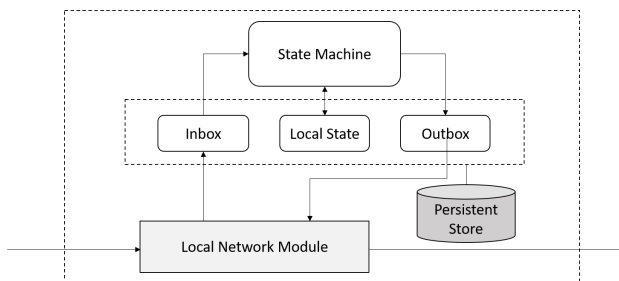 State Machine
Inbox
Local State
Outbox
Persistent
Store
Local Network Module